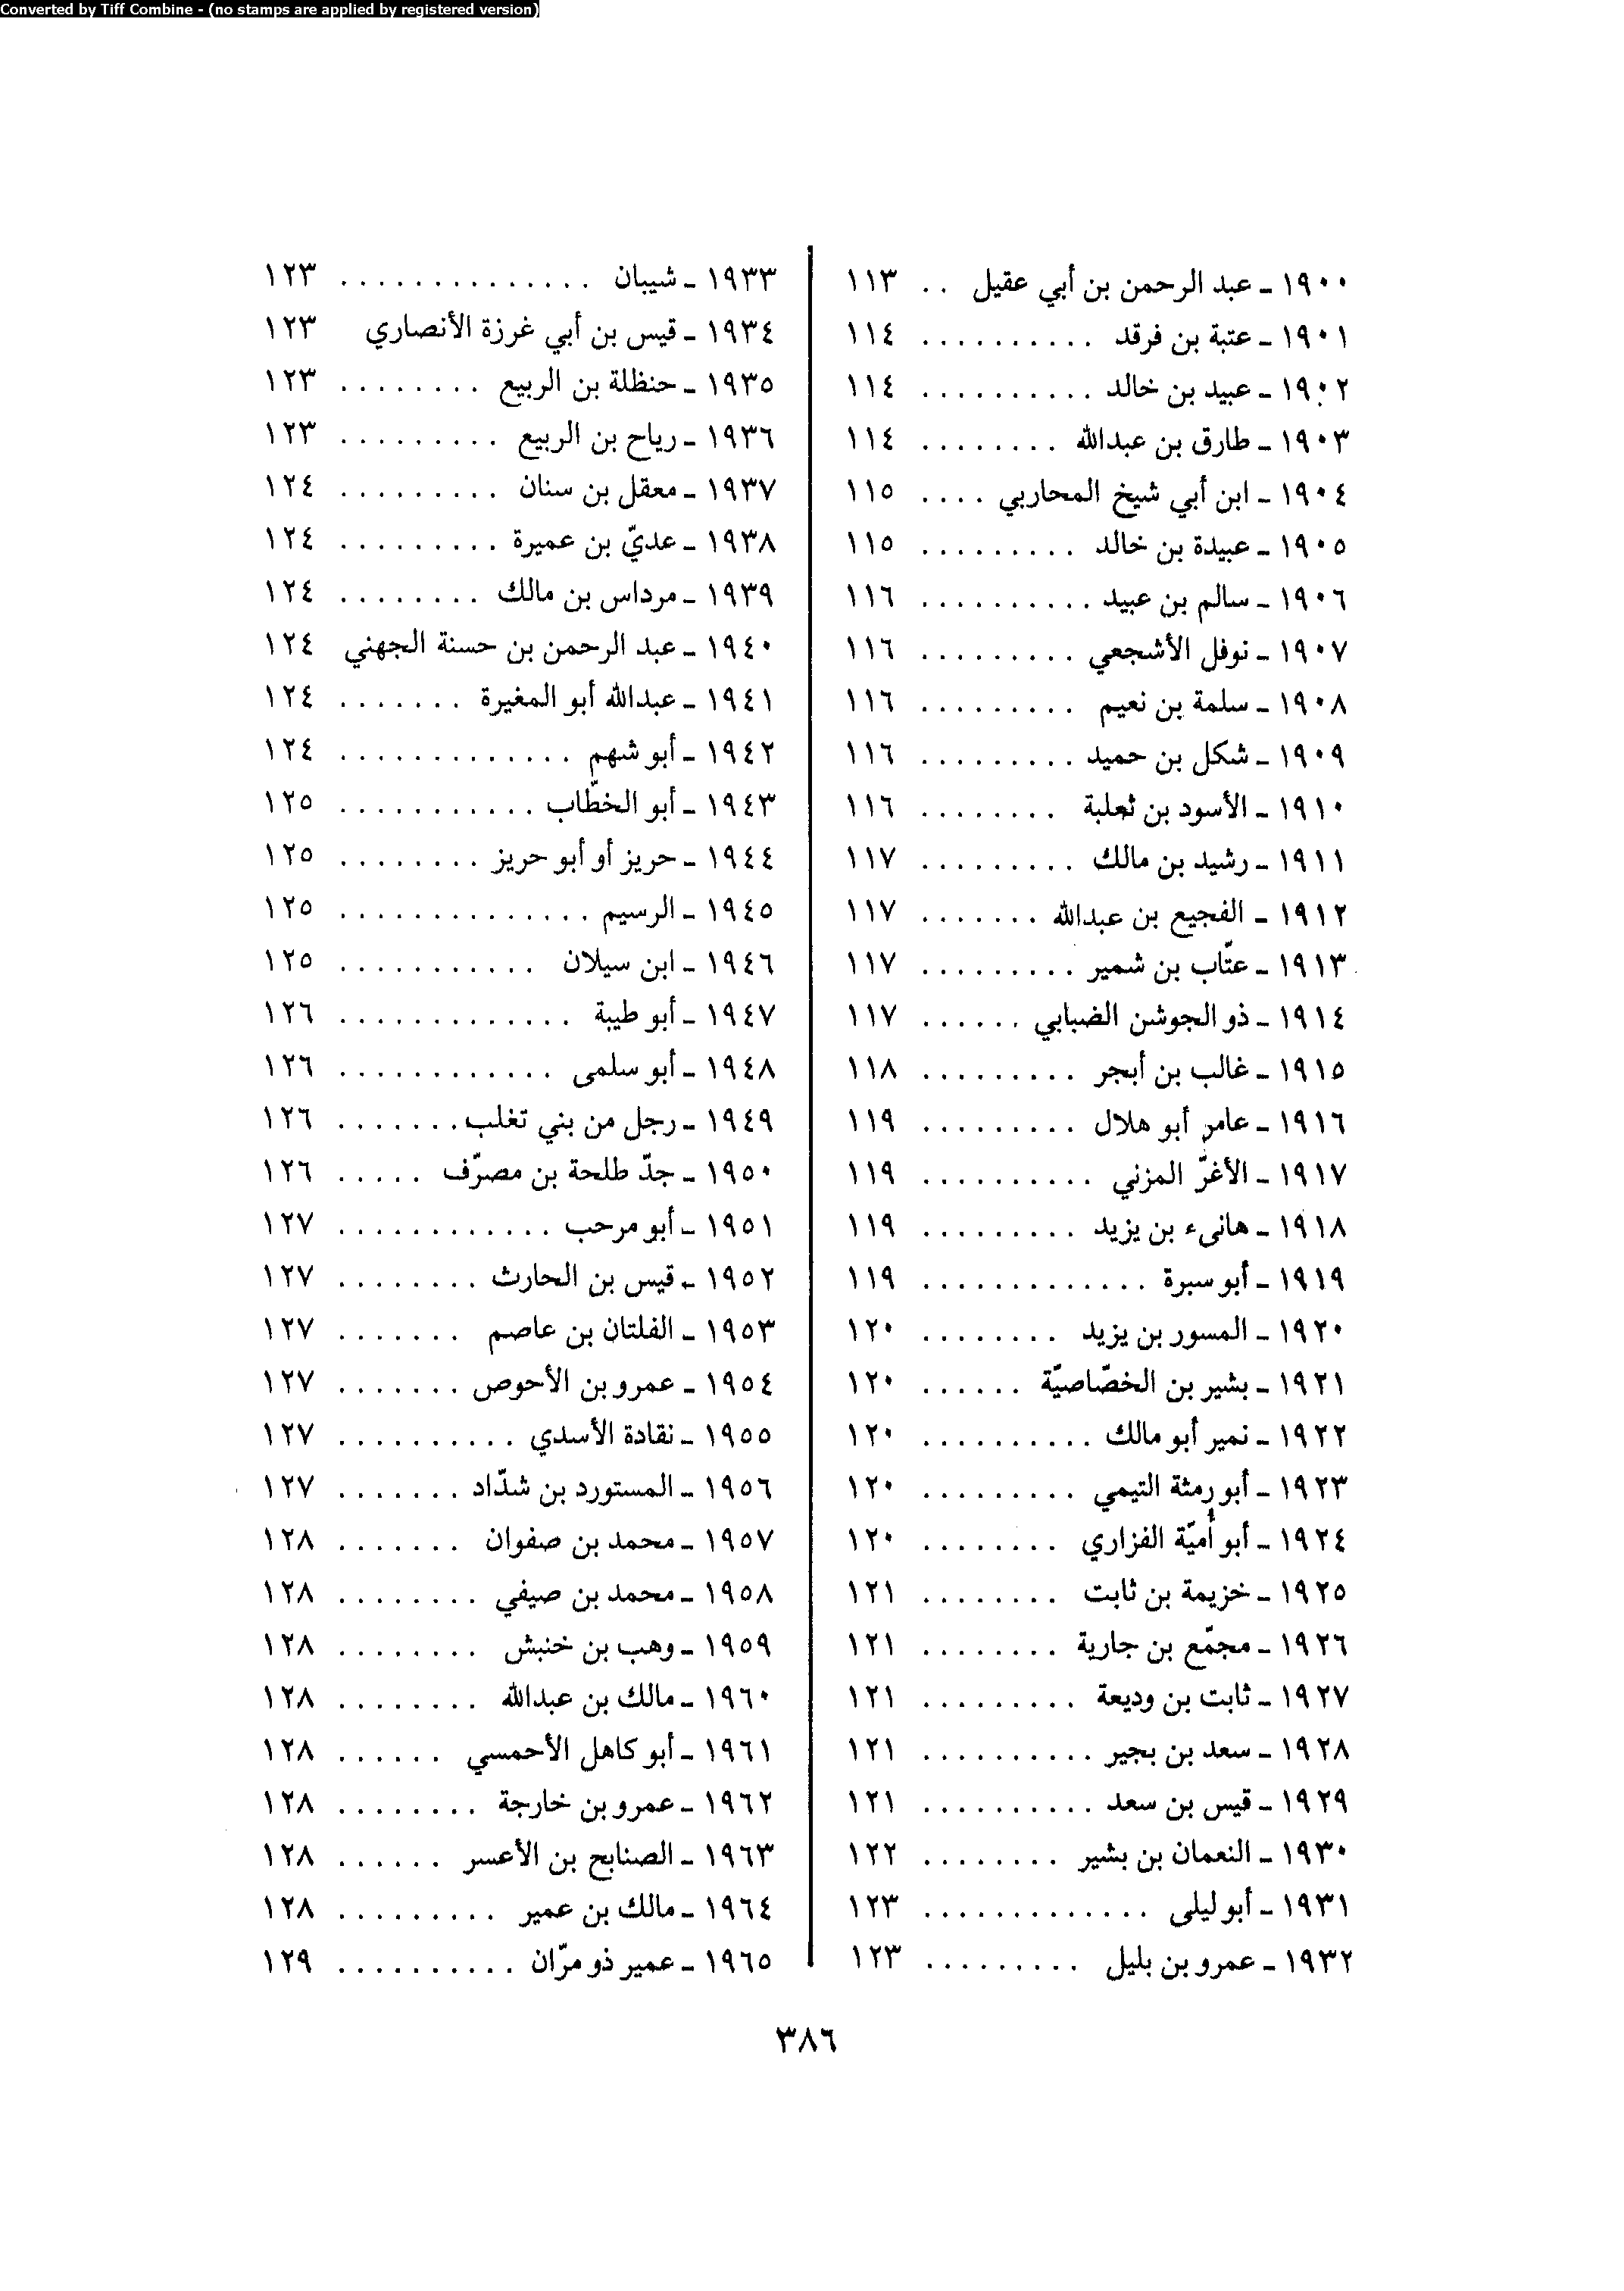 Converted by Tiff Combine - (no stamps are applied by registered version)
١٩٠٠ ـ عبد الرحمن بن أبي عقيل . . ١١٣
١٩٠١ ـ عتبة بن فرقد . . . . . . . . . . ١١٤
١٩٠٢ ـ عبيد بن خالد . . . . . . . . . . ١١٤
١٩٠٣ ـ طارق بن عبدالله . . . . . . . . ١١٤
١٩٠٤ ـ ابن أبي شيخ المحاربي . . . . ١١٥
١٩٠٥ ـ عبيدة بن خالد . . . . . . . . . ١١٥
١٩٠٦ ـ سالم بن عبيد . . . . . . . . . . ١١٦
١٩٠٧ ـ نوفل الأشجعي . . . . . . . . . ١١٦
١٩٠٨ ـ سلمة بن نعيم . . . . . . . . . ١١٦
١٩٠٩ ـ شكل بن حميد . . . . . . . . . ١١٦
١٩١٠ ـ الأسود بن ثعلبة . . . . . . . . ١١٦
١٩١١ ـ رشيد بن مالك . . . . . . . . . ١١٧
١٩١٢ ـ الفجيع بن عبدالله . . . . . . . ١١٧
١٩١٣ ـ عتّاب بن شمير . . . . . . . . . ١١٧
١٩١٤ ـ ذو الجوشن الضبابي . . . . . . ١١٧
١٩١٥ ـ غالب بن أبجر . . . . . . . . . ١١٨
١٩١٦ ـ عامر أبو هلال . . . . . . . . . ١١٩
١٩١٧ ـ الأغرّ المزني . . . . . . . . . . ١١٩
١٩١٨ ـ هانىء بن يزيد . . . . . . . . . ١١٩
١٩١٩ ـ أبو سبرة . . . . . . . . . . . . . ١١٩
١٩٢٠ ـ المسور بن يزيد . . . . . . . . ١٢٠
١٩٢١ ـ بشير بن الخصّاصيّة . . . . . . ١٢٠
١٩٢٢ ـ نمير أبو مالك . . . . . . . . . . ١٢٠
١٩٢٣ ـ أبو رمثة التيمي . . . . . . . . . ١٢٠
١٩٢٤ ـ أبو أُميّة الفزاري . . . . . . . . ١٢٠
١٩٢٥ ـ خزيمة بن ثابت . . . . . . . . ١٢١
١٩٢٦ ـ مجمّع بن جارية . . . . . . . . ١٢١
١٩٢٧ ـ ثابت بن وديعة . . . . . . . . . ١٢١
١٩٢٨ ـ سعد بن بجير . . . . . . . . . . ١٢١
١٩٢٩ ـ قيس بن سعد . . . . . . . . . . ١٢١
١٩٣٠ ـ النعمان بن بشير . . . . . . . . ١٢٢
١٩٣١ ـ أبو ليلى . . . . . . . . . . . . . ١٢٣
١٩٣٢ ـ عمرو بن بليل . . . . . . . . . ١٢٣
١٩٣٣ ـ شيبان . . . . . . . . . . . . . . ١٢٣
١٩٣٤ ـ قيس بن أبي غرزة الأنصاري ١٢٣
١٩٣٥ ـ حنظلة بن الربيع . . . . . . . . ١٢٣
١٩٣٦ ـ رياح بن الربيع . . . . . . . . . ١٢٣
١٩٣٧ ـ معقل بن سنان . . . . . . . . . ١٢٤
١٩٣٨ ـ عديّ بن عميرة . . . . . . . . . ١٢٤
١٩٣٩ ـ مرداس بن مالك . . . . . . . . ١٢٤
١٩٤٠ ـ عبد الرحمن بن حسنة الجهني ١٢٤
١٩٤١ ـ عبدالله أبو المغيرة . . . . . . . ١٢٤
١٩٤٢ ـ أبو شهم . . . . . . . . . . . . . ١٢٤
١٩٤٣ ـ أبو الخطّاب . . . . . . . . . . . ١٢٥
١٩٤٤ ـ حريز أو أبو حريز . . . . . . . . ١٢٥
١٩٤٥ ـ الرسيم . . . . . . . . . . . . . . ١٢٥
١٩٤٦ ـ ابن سيلان . . . . . . . . . . . ١٢٥
١٩٤٧ ـ أبو طيبة . . . . . . . . . . . . . ١٢٦
١٩٤٨ ـ أبو سلمى . . . . . . . . . . . . ١٢٦
١٩٤٩ ـ رجل من بني تغلب . . . . . . . ١٢٦
١٩٥٠ ـ جدّ طلحة بن مصرّف . . . . . ١٢٦
١٩٥١ ـ أبو مرحب . . . . . . . . . . . . ١٢٧
١٩٥٢ ـ قيس بن الحارث . . . . . . . . ١٢٧
١٩٥٣ ـ الفلتان بن عاصم . . . . . . . ١٢٧
١٩٥٤ ـ عمرو بن الأحوص . . . . . . . ١٢٧
١٩٥٥ ـ نقادة الأسدي . . . . . . . . . . ١٢٧
١٩٥٦ ـ المستورد بن شدّاد . . . . . . . ١٢٧
١٩٥٧ ـ محمد بن صفوان . . . . . . . ١٢٨
١٩٥٨ ـ محمد بن صيفي . . . . . . . . ١٢٨
١٩٥٩ ـ وهب بن خنبش . . . . . . . . ١٢٨
١٩٦٠ ـ مالك بن عبدالله . . . . . . . . ١٢٨
١٩٦١ ـ أبو كاهل الأحمسي . . . . . . ١٢٨
١٩٦٢ ـ عمرو بن خارجة . . . . . . . . ١٢٨
١٩٦٣ ـ الصنابح بن الأعسر . . . . . . ١٢٨
١٩٦٤ ـ مالك بن عمير . . . . . . . . . ١٢٨
١٩٦٥ ـ عمير ذو مرّان . . . . . . . . . . ١٢٩
٣٨٦